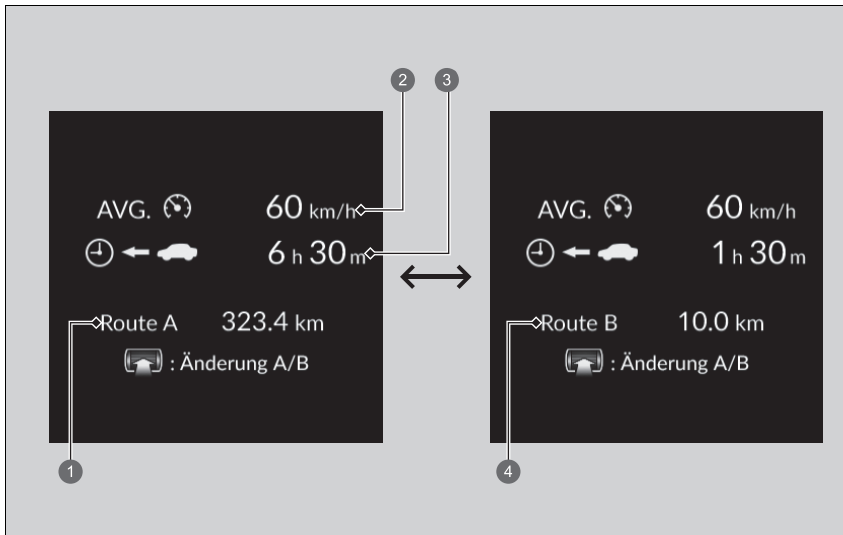 2 3
AVG. 60 km/h
6 h 30 m
Route A 323.4 km
: Änderung A/B
1
AVG. 60 km/h
1 h 30 m
Route B 10.0 km
: Änderung A/B
4